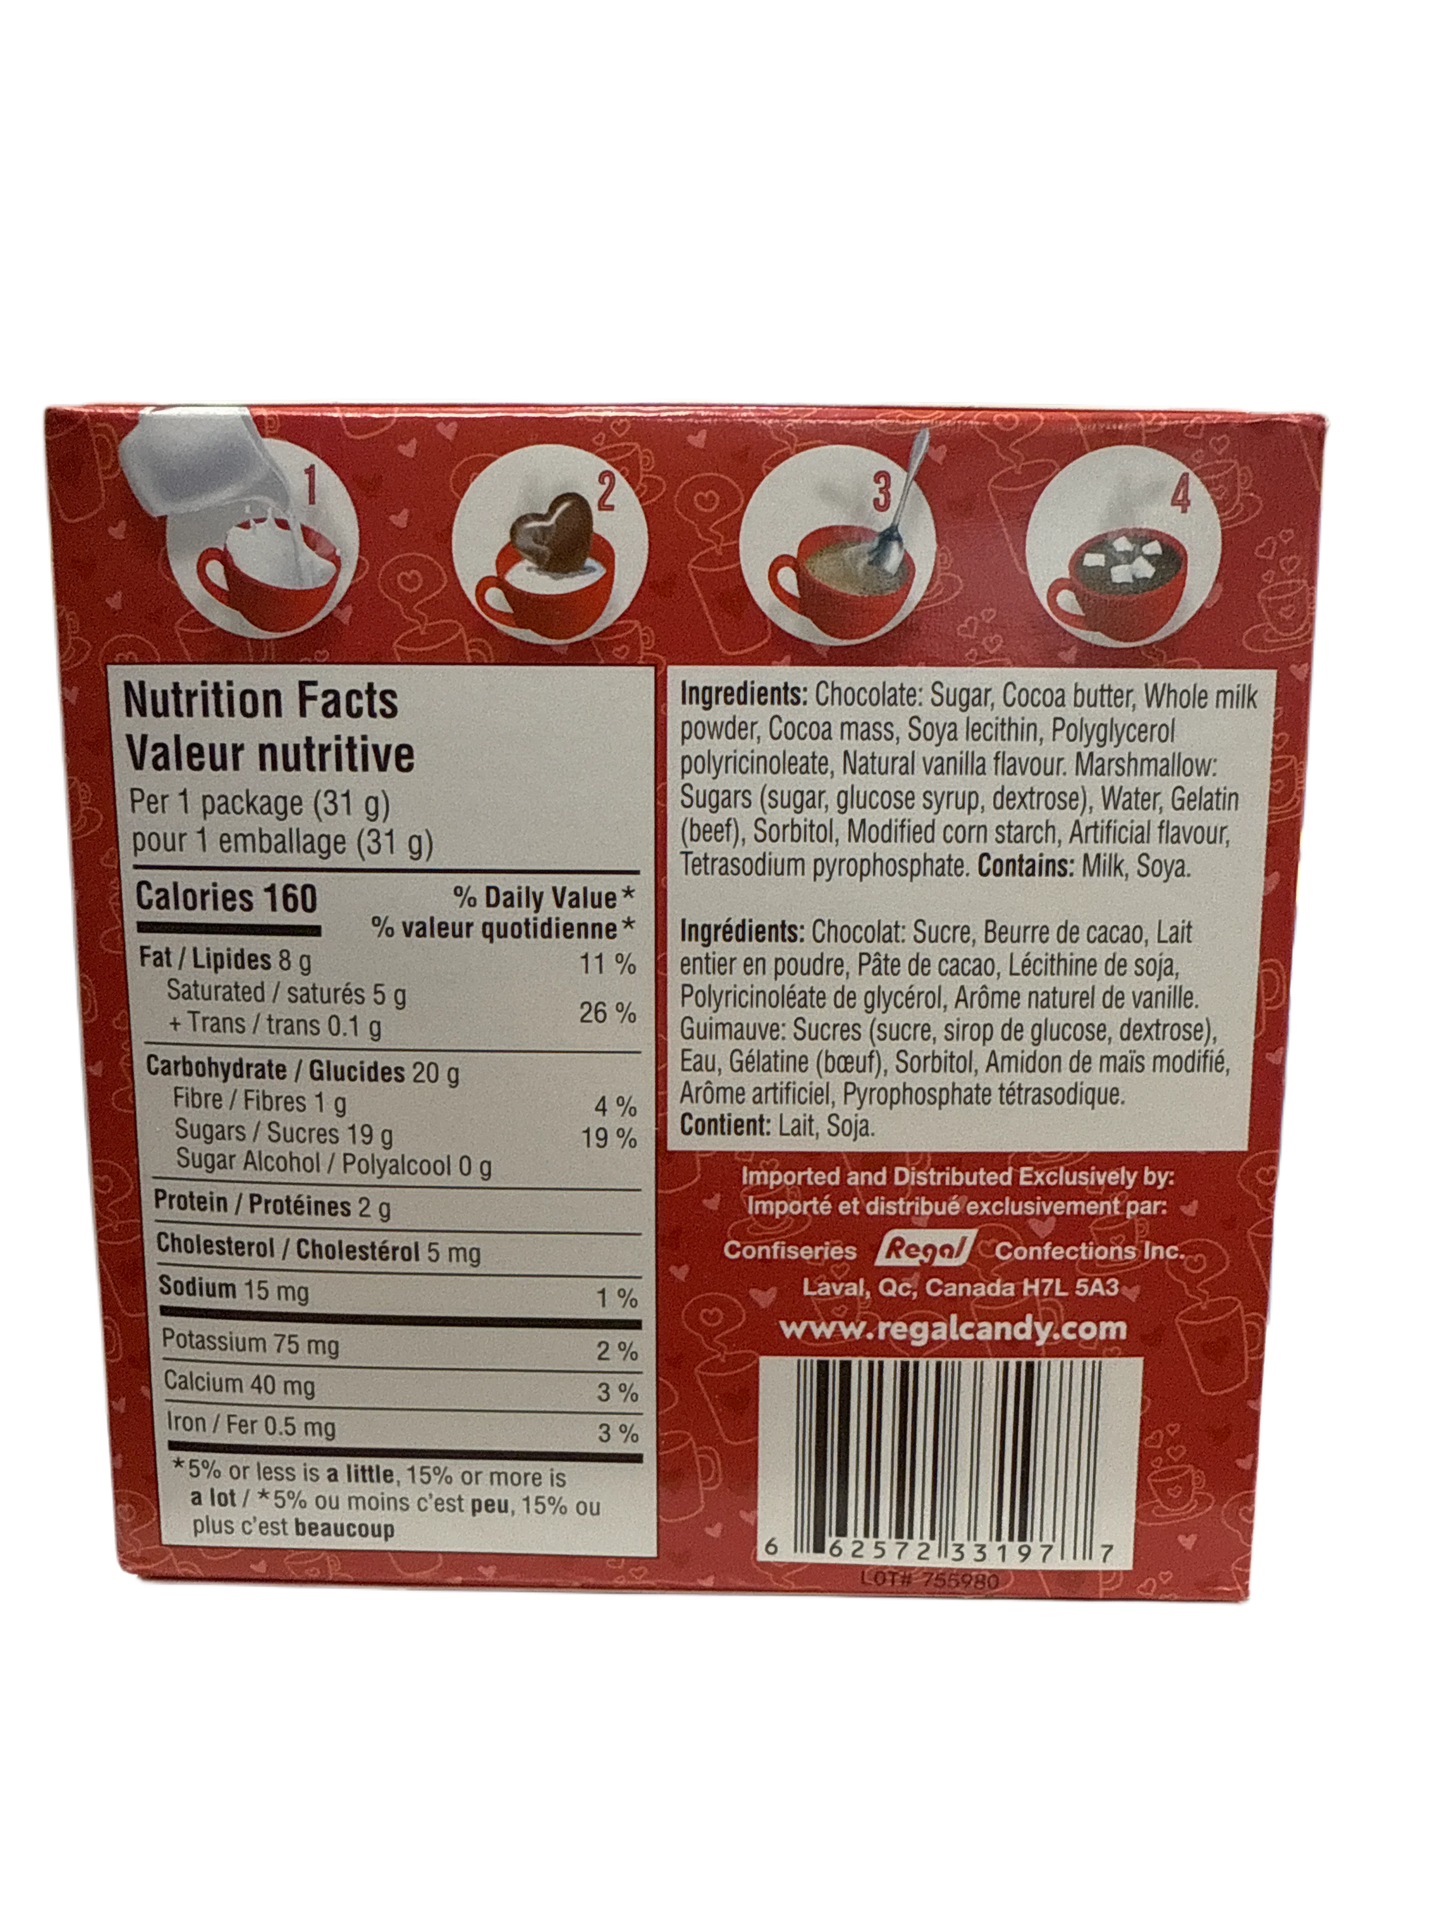 1
2
3
4
Nutrition Facts
Valeur nutritive
Per 1 package (31 g)
pour 1 emballage (31 g)
Calories 160
% Daily Value*
% valeur quotidienne*
Fat / Lipides 8 g 11 %
Saturated / saturés 5 g
+ Trans / trans 0.1 g 26 %
Carbohydrate / Glucides 20 g
Fibre / Fibres 1 g 4 %
Sugars / Sucres 19 g 19 %
Sugar Alcohol / Polyalcool 0 g
Protein / Protéines 2 g
Cholesterol / Cholestérol 5 mg
Sodium 15 mg 1 %
Potassium 75 mg 2 %
Calcium 40 mg 3 %
Iron / Fer 0.5 mg 3 %
*5% or less is a little, 15% or more is
a lot / *5% ou moins c'est peu, 15% ou
plus c'est beaucoup
Ingredients: Chocolate: Sugar, Cocoa butter, Whole milk
powder, Cocoa mass, Soya lecithin, Polyglycerol
polyricinoleate, Natural vanilla flavour. Marshmallow:
Sugars (sugar, glucose syrup, dextrose), Water, Gelatin
(beef), Sorbitol, Modified corn starch, Artificial flavour,
Tetrasodium pyrophosphate. Contains: Milk, Soya.
Ingrédients: Chocolat: Sucre, Beurre de cacao, Lait
entier en poudre, Pâte de cacao, Lécithine de soja,
Polyricinoléate de glycérol, Arôme naturel de vanille.
Guimauve: Sucres (sucre, sirop de glucose, dextrose),
Eau, Gélatine (bœuf), Sorbitol, Amidon de maïs modifié,
Arôme artificiel, Pyrophosphate tétrasodique.
Contient: Lait, Soja.
Imported and Distributed Exclusively by:
Importé et distribué exclusivement par:
Confiseries Regal Confections Inc.
Laval, Qc, Canada H7L 5A3
www.regalcandy.com
6 62572 33197 7
LOT# 755980